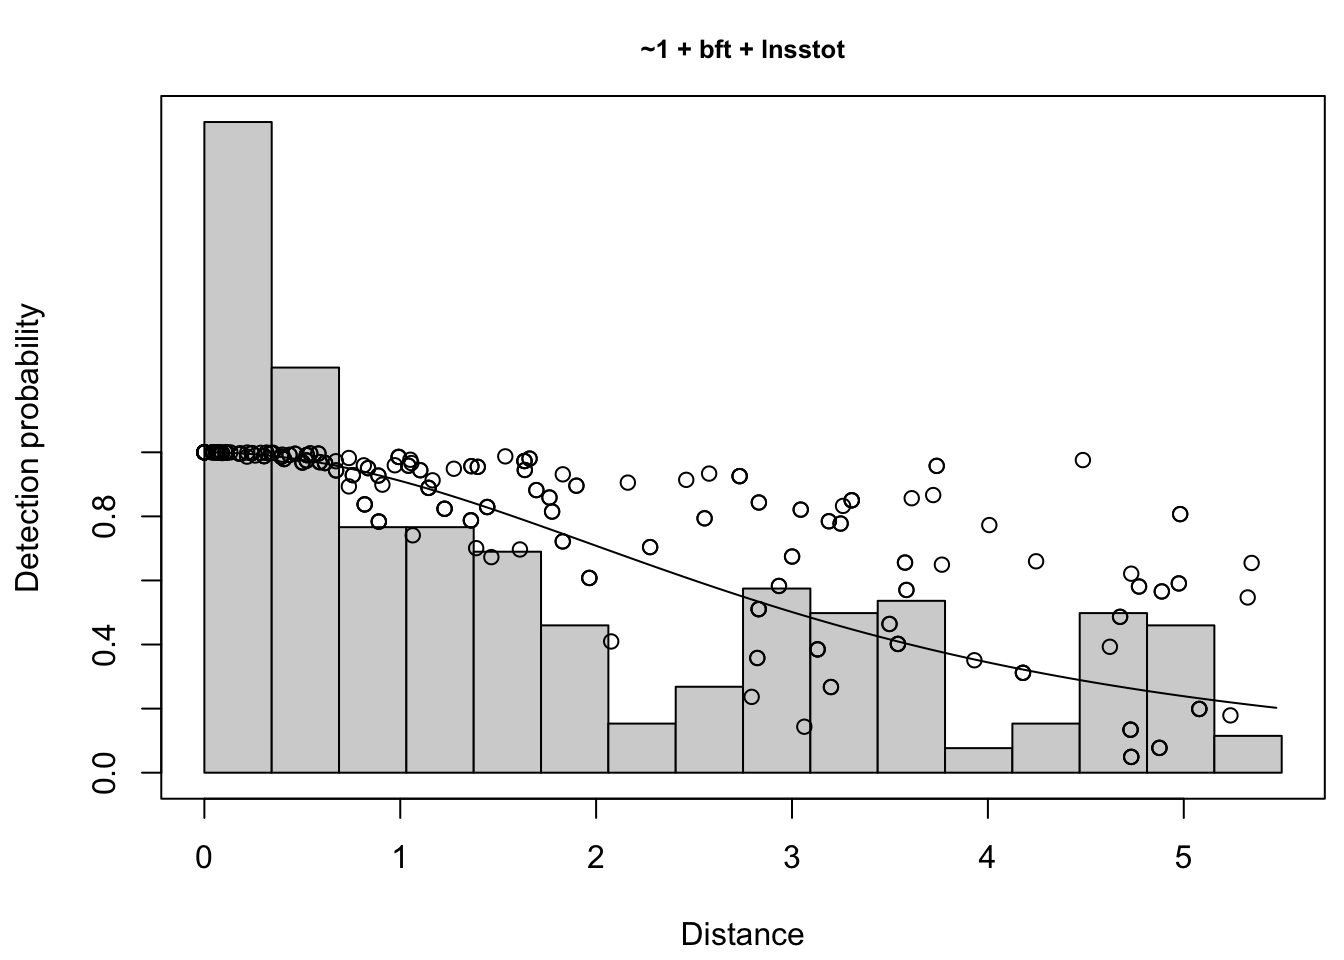 ~1 + bft + lnsstot
Detection probability
0.8
0.4
0.0
0 1 2 3 4 5
Distance